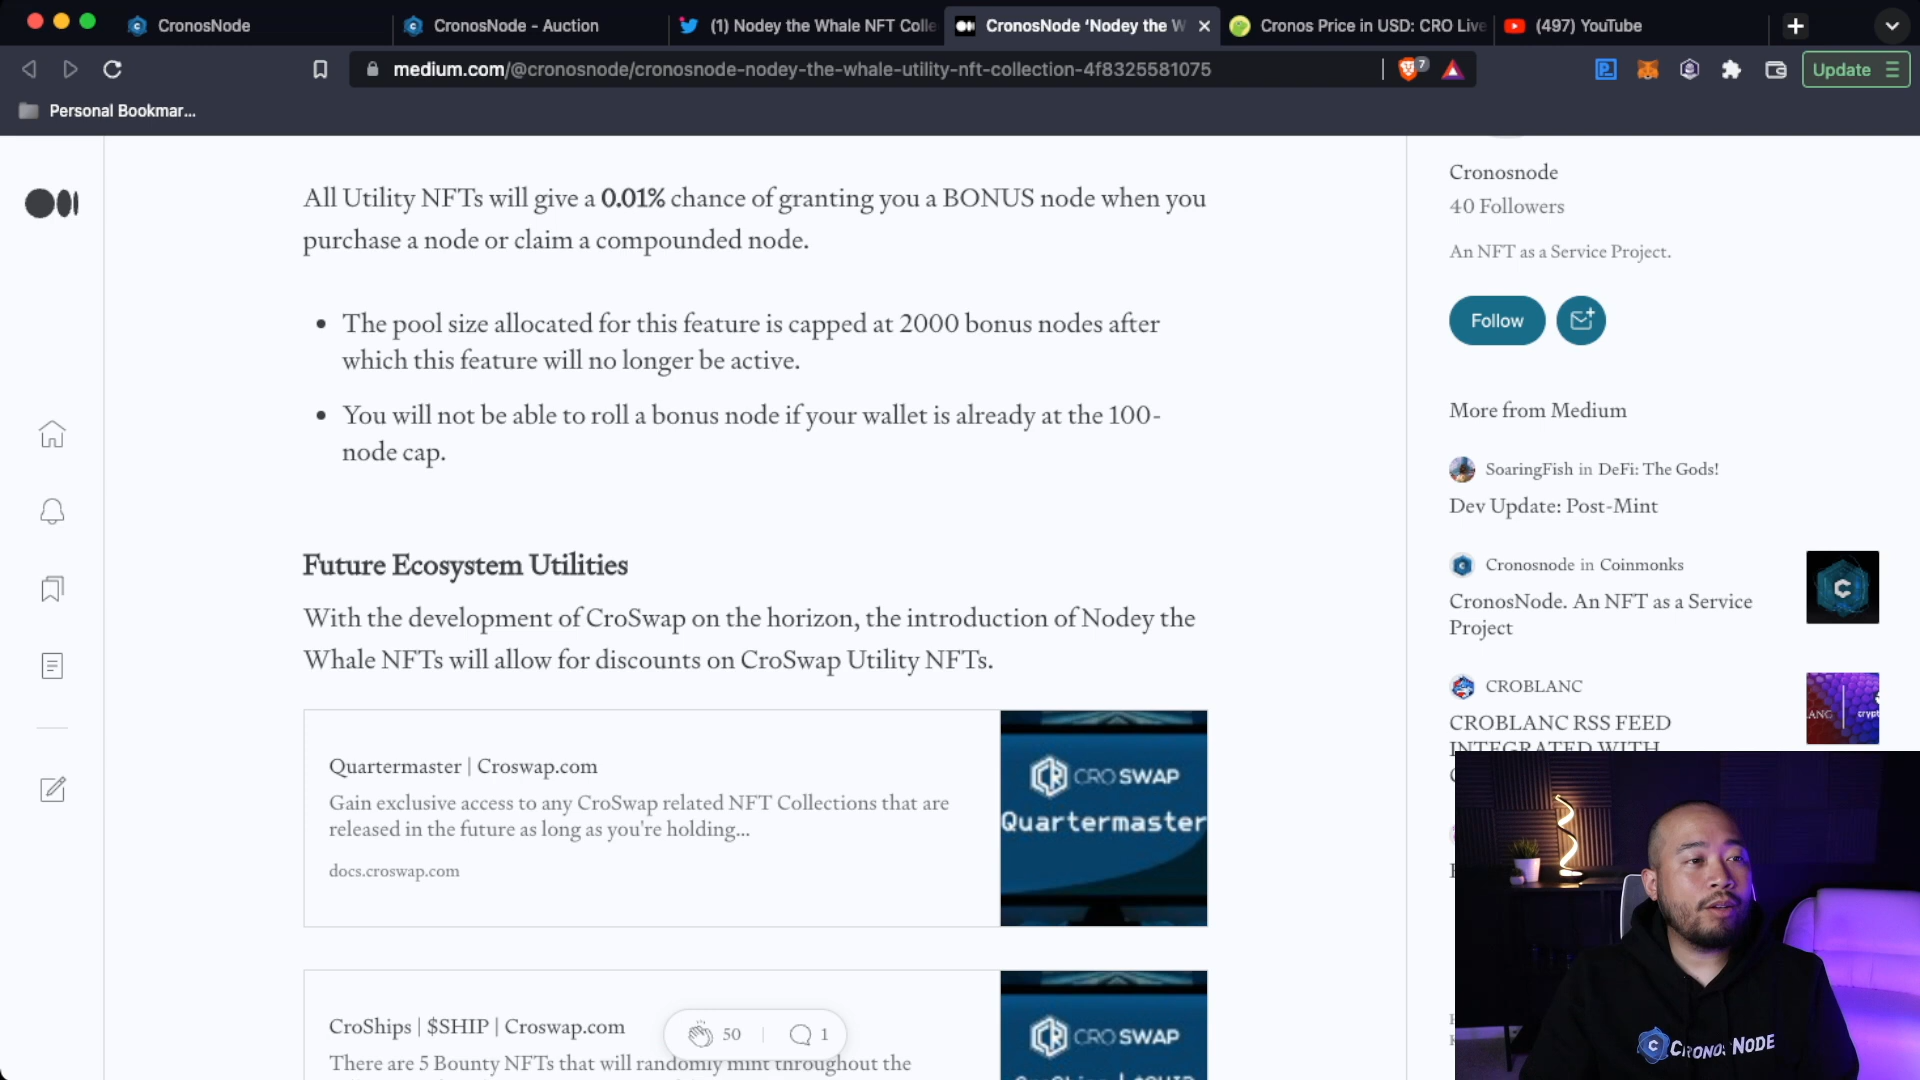 CronosNode
CronosNode - Auction
(1) Nodey the Whale NFT Colle
CronosNode ‘Nodey the W
Cronos Price in USD: CRO Live
(497) YouTube
medium.com/@cronosnode/cronosnode-nodey-the-whale-utility-nft-collection-4f8325581075
7
Update
Personal Bookmar...
All Utility NFTs will give a 0.01% chance of granting you a BONUS node when you
purchase a node or claim a compounded node.
• The pool size allocated for this feature is capped at 2000 bonus nodes after
which this feature will no longer be active.
• You will not be able to roll a bonus node if your wallet is already at the 100-
node cap.
Future Ecosystem Utilities
With the development of CroSwap on the horizon, the introduction of Nodey the
Whale NFTs will allow for discounts on CroSwap Utility NFTs.
Quartermaster | Croswap.com
Gain exclusive access to any CroSwap related NFT Collections that are
released in the future as long as you're holding...
docs.croswap.com
CRO SWAP
Quartermaster
CroShips | $SHIP | Croswap.com
There are 5 Bounty NFTs that will randomly mint throughout the
CRO SWAP
CroShips | $SHIP
50
1
Cronosnode
40 Followers
An NFT as a Service Project.
Follow
More from Medium
SoaringFish in DeFi: The Gods!
Dev Update: Post-Mint
Cronosnode in Coinmonks
CronosNode. An NFT as a Service
Project
CROBLANC
CROBLANC RSS FEED
INTEGRATED WITH
CRONOSNODE